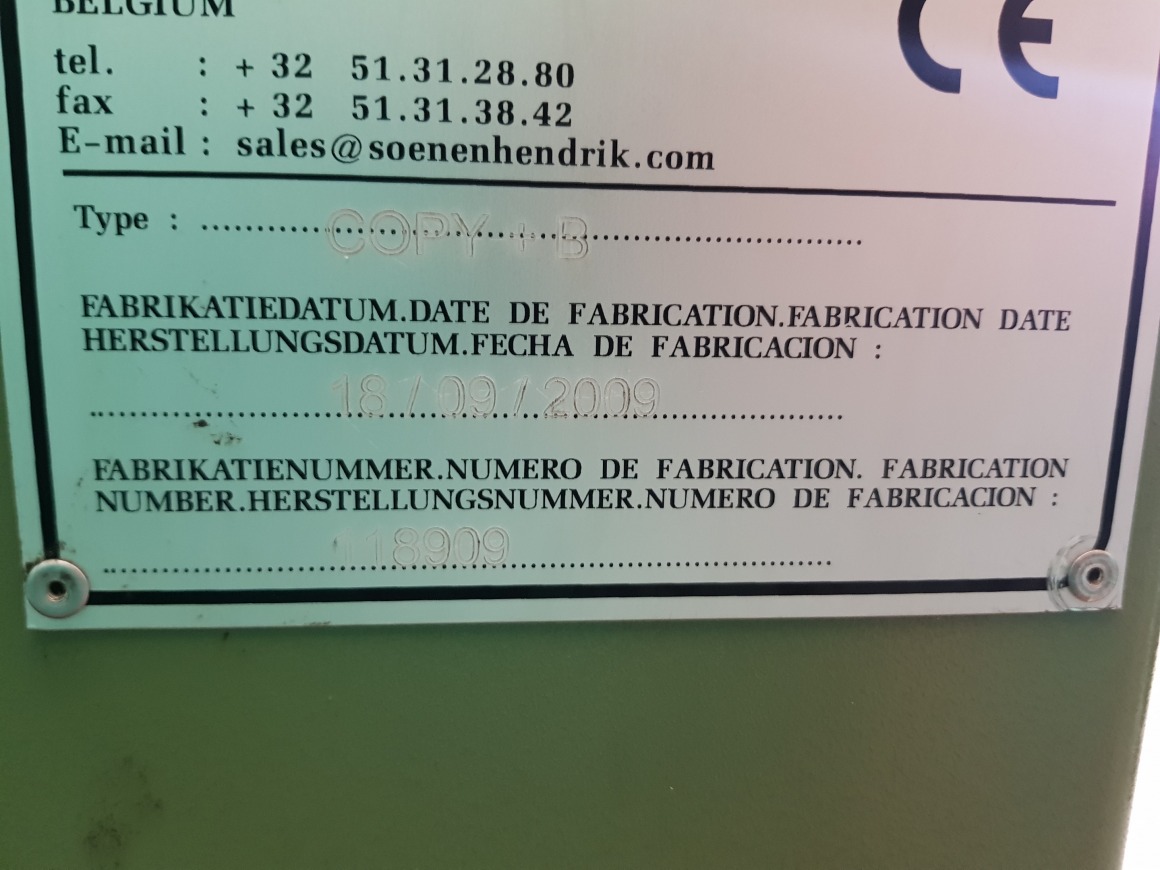 BELGIUM
CE
tel. : + 32 51.31.28.80
fax : + 32 51.31.38.42
E-mail : sales@soenenhendrik.com
Type : COPY + B
FABRIKATIEDATUM.DATE DE FABRICATION.FABRICATION DATE
HERSTELLUNGSDATUM.FECHA DE FABRICACION :
18/09/2009
FABRIKATIENUMMER.NUMERO DE FABRICATION. FABRICATION
NUMBER.HERSTELLUNGSNUMMER.NUMERO DE FABRICACION :
118909